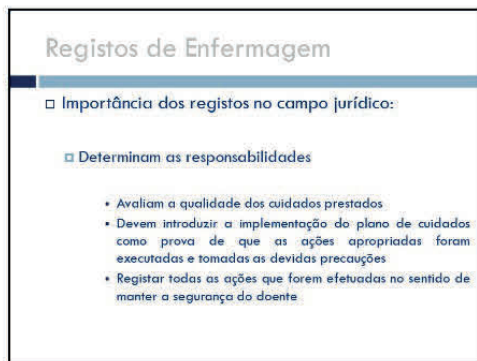 Registos de Enfermagem
Importância dos registos no campo jurídico:
Determinam as responsabilidades
• Avaliam a qualidade dos cuidados prestados
• Devem introduzir a implementação do plano de cuidados
como prova de que as ações apropriadas foram
executadas e tomadas as devidas precauções
• Registar todas as ações que forem efetuadas no sentido de
manter a segurança do doente